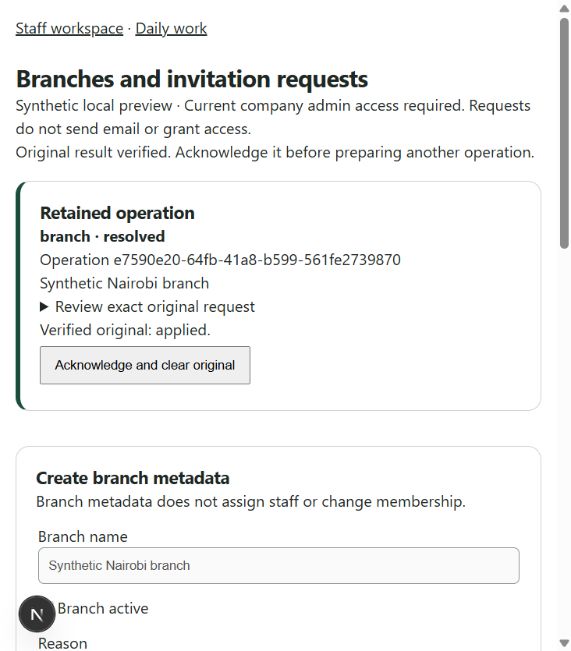 Staff workspace · Daily work
Branches and invitation requests
Synthetic local preview · Current company admin access required. Requests
do not send email or grant access.
Original result verified. Acknowledge it before preparing another operation.
Retained operation
branch · resolved
Operation e7590e20-64fb-41a8-b599-561fe2739870
Synthetic Nairobi branch
▶ Review exact original request
Verified original: applied.
Acknowledge and clear original
Create branch metadata
Branch metadata does not assign staff or change membership.
Branch name
Synthetic Nairobi branch
N
Branch active
Reason